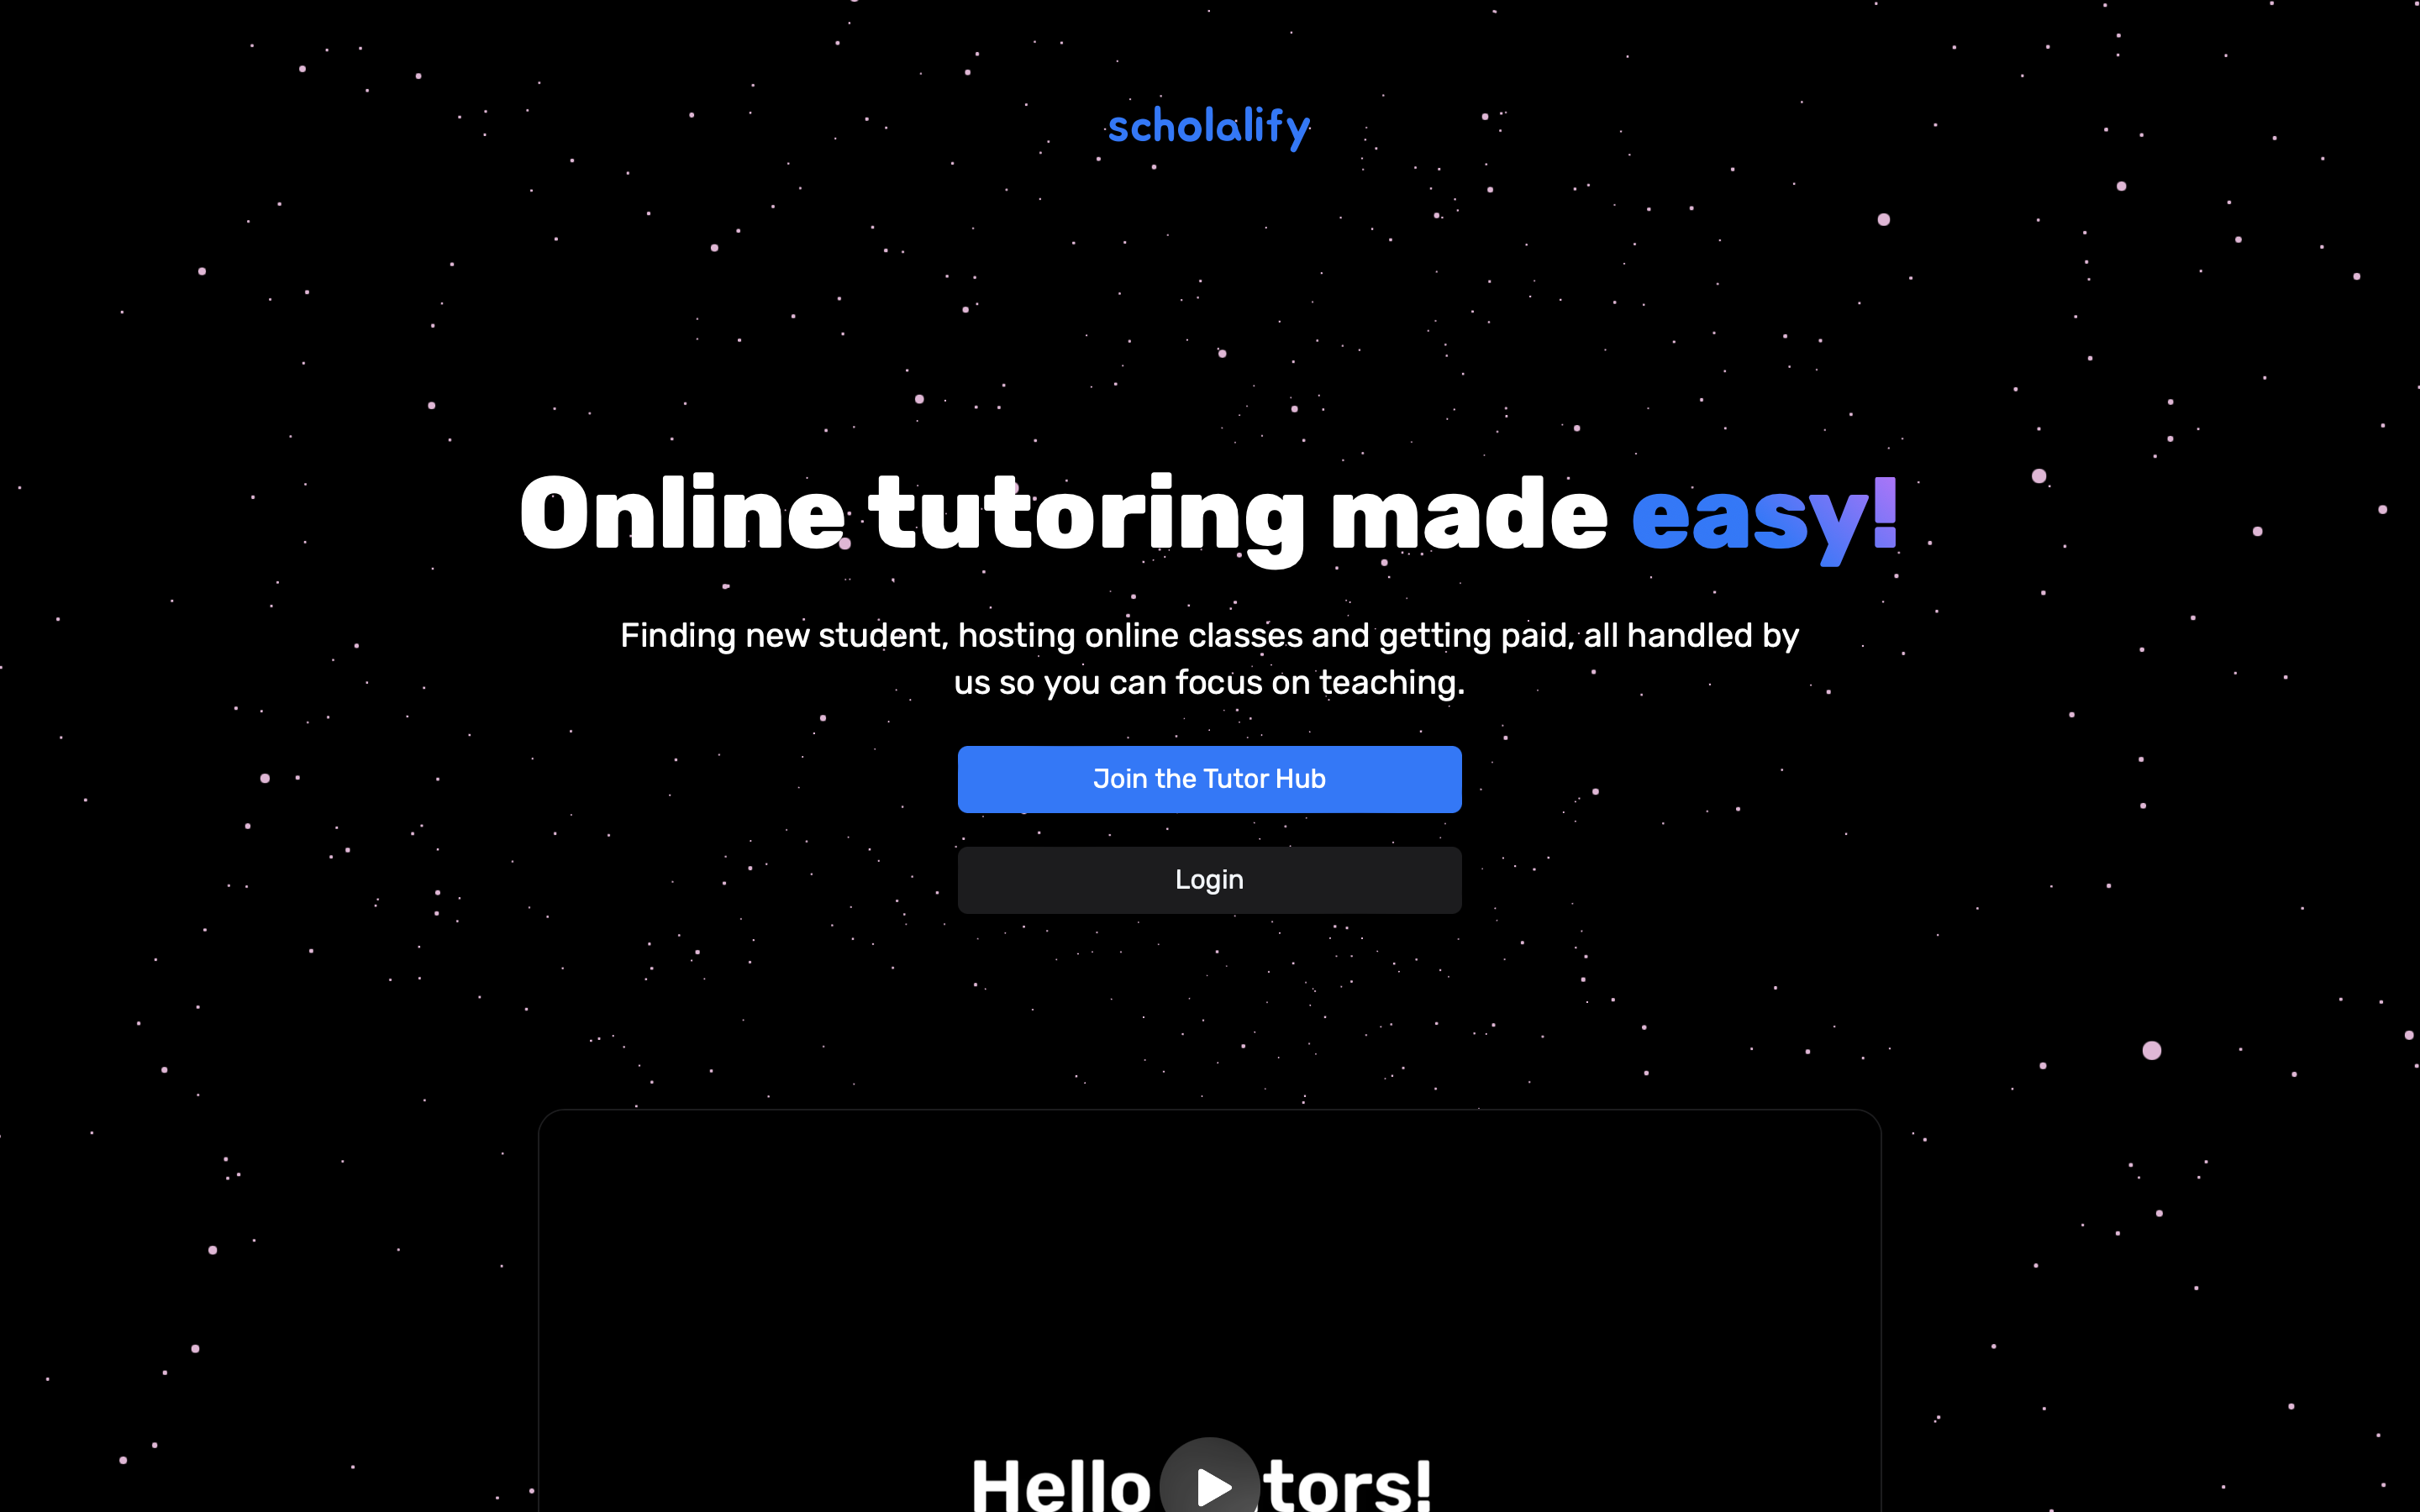 scholalify
Online tutoring made easy!
Finding new student, hosting online classes and getting paid, all handled by
us so you can focus on teaching.
Join the Tutor Hub
Login
Hello tors!